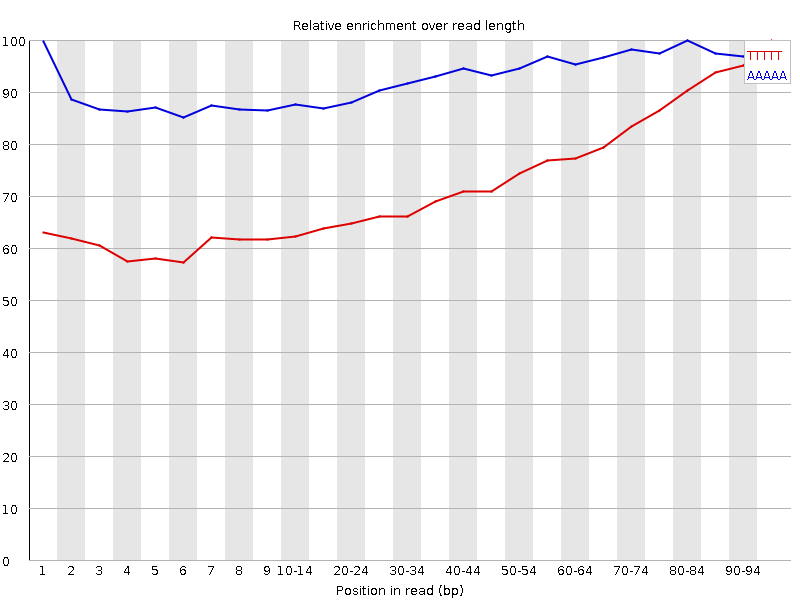 Relative enrichment over read length
100
90
80
70
60
50
40
30
20
10
0
TTTTT
AAAAA
1 2 3 4 5 6 7 8 9 10-14 20-24 30-34 40-44 50-54 60-64 70-74 80-84 90-94
Position in read (bp)